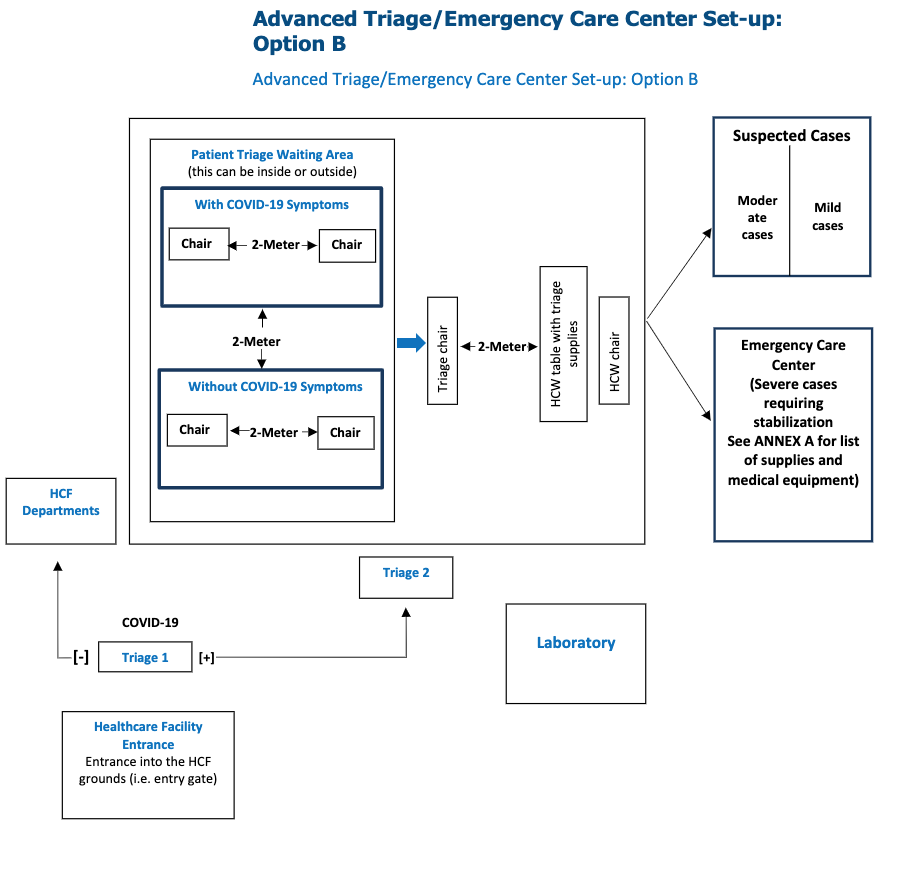 Advanced Triage/Emergency Care Center Set-up:
Option B
Advanced Triage/Emergency Care Center Set-up: Option B
Patient Triage Waiting Area
(this can be inside or outside)
With COVID-19 Symptoms
Chair
2-Meter
Chair
2-Meter
Without COVID-19 Symptoms
Chair
2-Meter
Chair
Triage chair
2-Meter
HCW table with triage
supplies
HCW chair
Suspected Cases
Moder
ate
cases
Mild
cases
Emergency Care
Center
(Severe cases
requiring
stabilization
See ANNEX A for list
of supplies and
medical equipment)
HCF
Departments
Triage 2
COVID-19
[-]
Triage 1
[+]
Laboratory
Healthcare Facility
Entrance
Entrance into the HCF
grounds (i.e. entry gate)